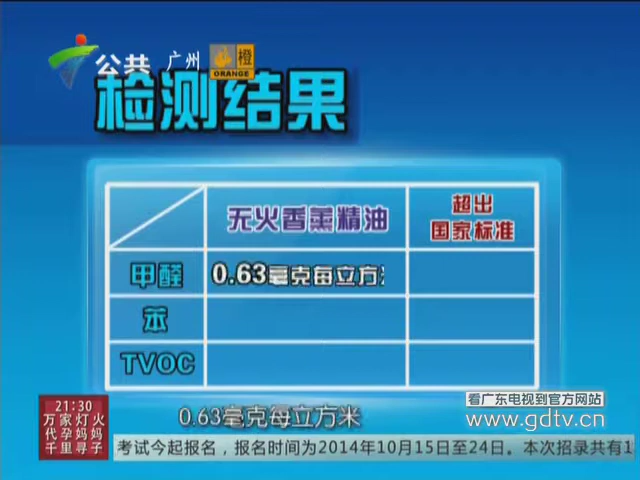 公共 广州 橙
ORANGE
检测结果
无火香薰精油 超出
国家标准
甲醛 0.63毫克每立方
苯
TVOC
0.63毫克每立方米
21:30
万家灯火
代孕妈妈
千里寻子
看广东电视到官方网站
www.gdtv.cn
考试今起报名，报名时间为2014年10月15日至24日。本次招录共有1